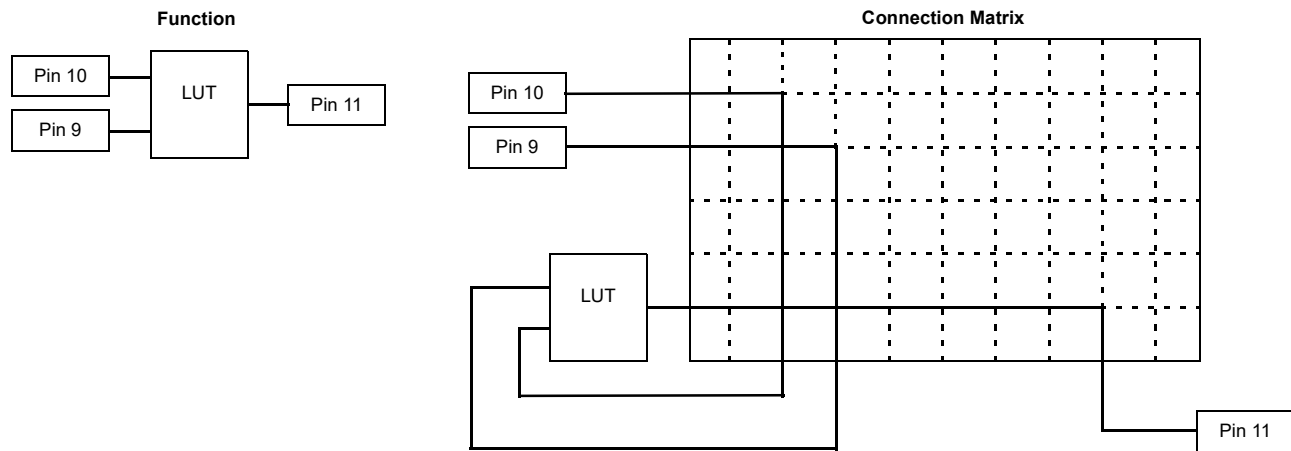 Function
Pin 10
LUT
Pin 9
Pin 11
Connection Matrix
Pin 10
Pin 9
LUT
Pin 11